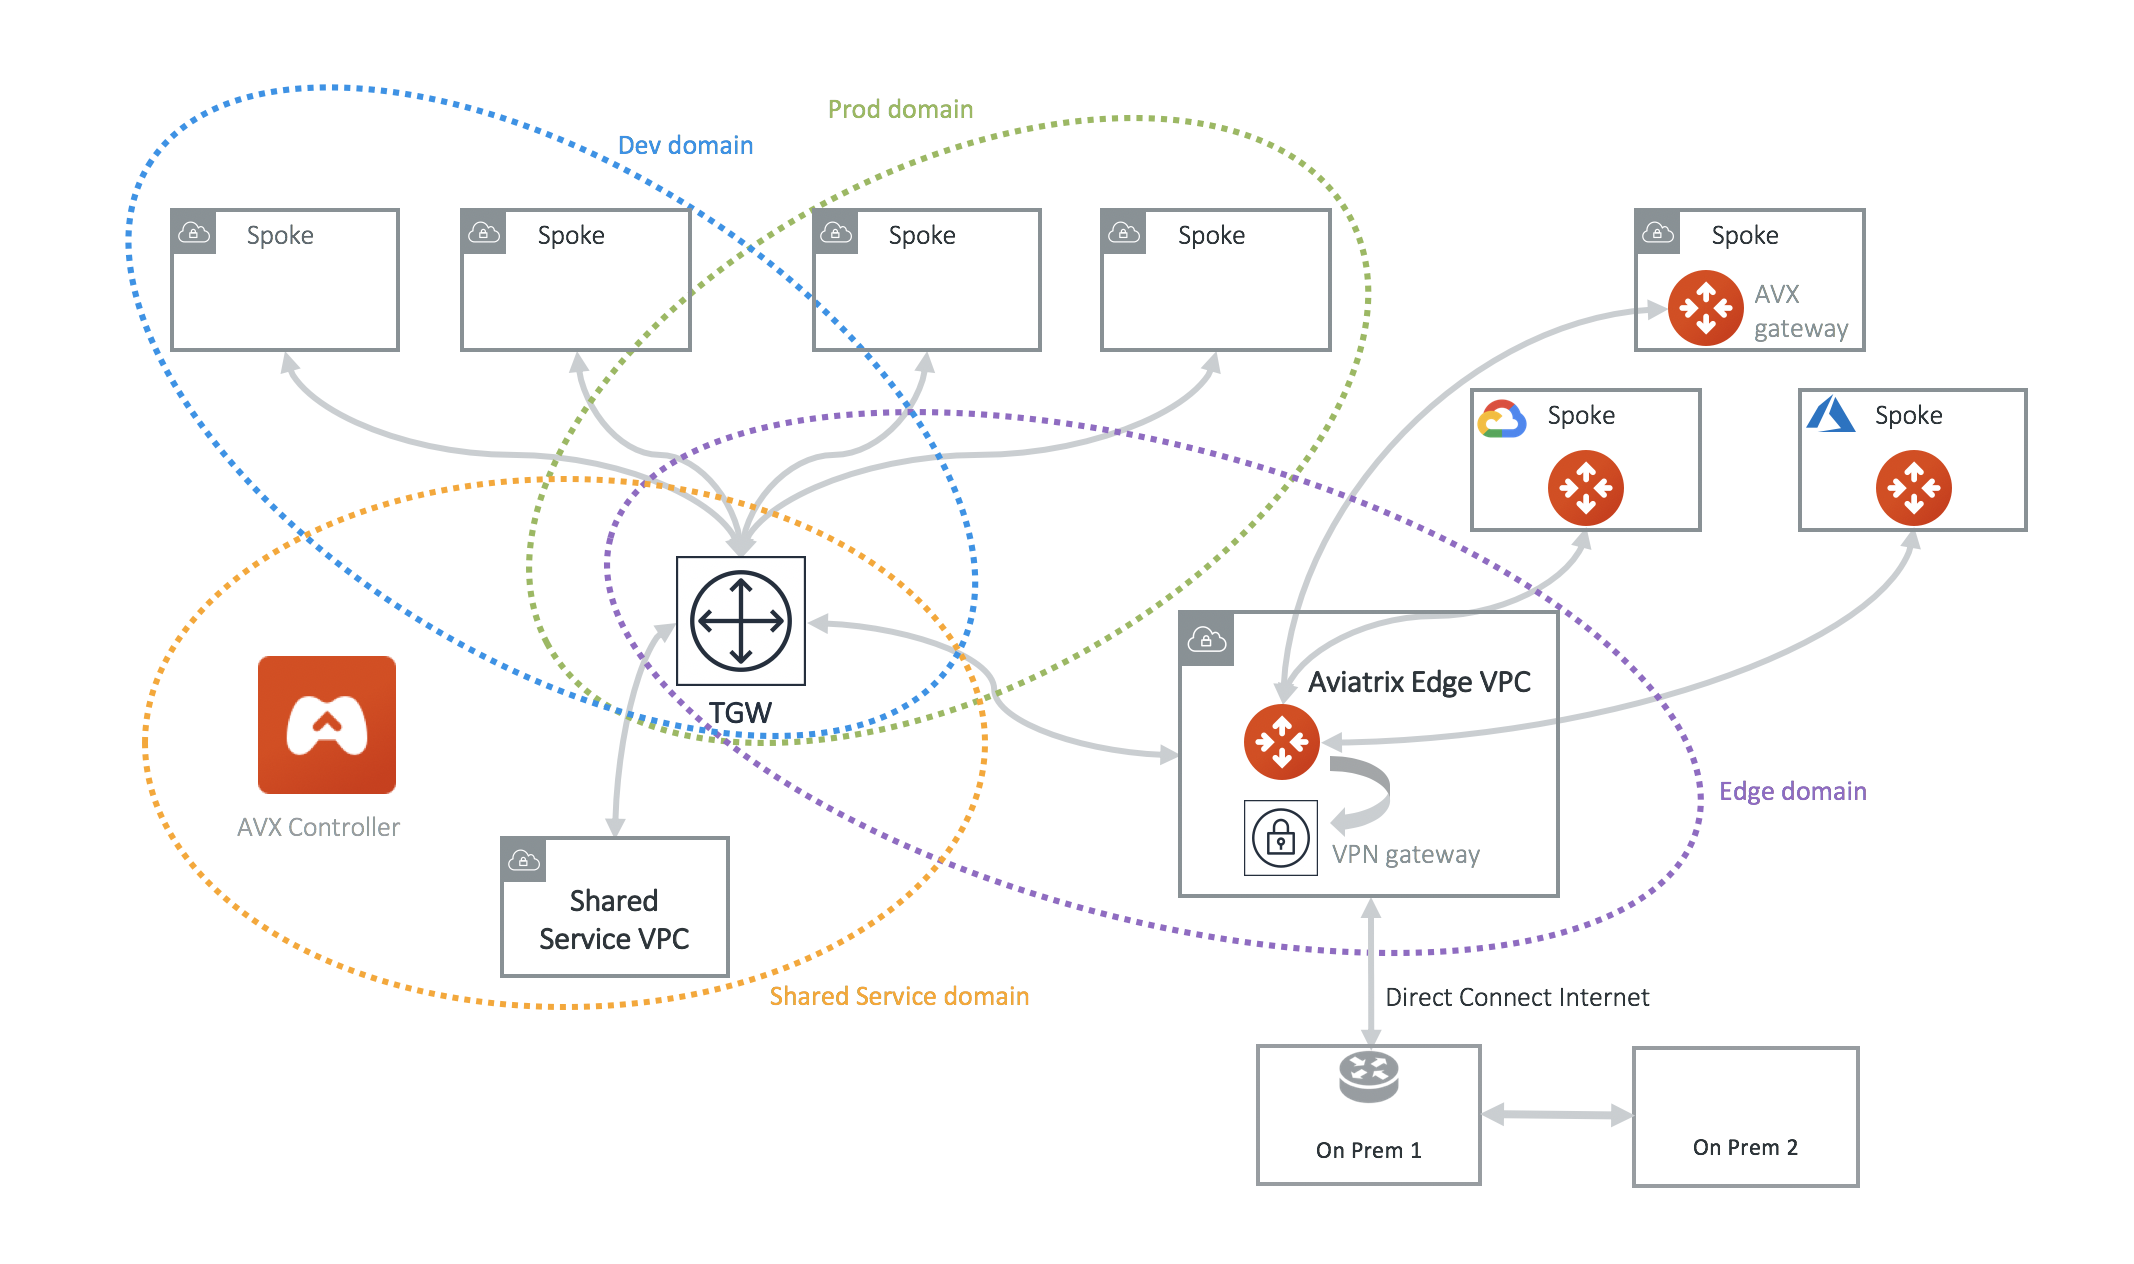 Prod domain
Dev domain
Spoke
Spoke
Spoke
Spoke
Spoke
AVX
gateway
Spoke
Spoke
Aviatrix Edge VPC
TGW
Edge domain
AVX Controller
VPN gateway
Shared
Service VPC
Shared Service domain
Direct Connect Internet
On Prem 1
On Prem 2